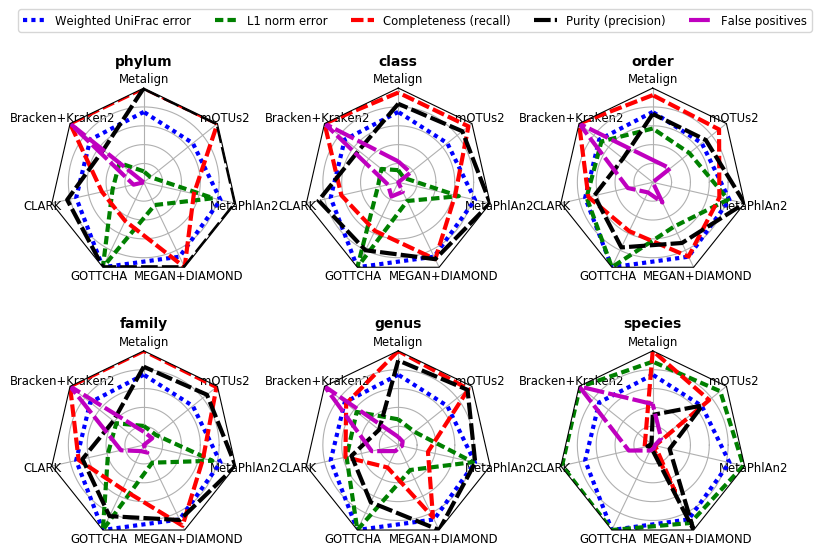 Weighted UniFrac error L1 norm error Completeness (recall) Purity (precision) False positives
phylum class order
Metalign Metalign Metalign
Bracken+Kraken2 mOTUs2 Bracken+Kraken2 mOTUs2 Bracken+Kraken2 mOTUs2
CLARK MetaPhlAn2 CLARK MetaPhlAn2 CLARK MetaPhlAn2
GOTTCHA MEGAN+DIAMOND GOTTCHA MEGAN+DIAMOND GOTTCHA MEGAN+DIAMOND
family genus species
Metalign Metalign Metalign
Bracken+Kraken2 mOTUs2 Bracken+Kraken2 mOTUs2 Bracken+Kraken2 mOTUs2
CLARK MetaPhlAn2 CLARK MetaPhlAn2 CLARK MetaPhlAn2
GOTTCHA MEGAN+DIAMOND GOTTCHA MEGAN+DIAMOND GOTTCHA MEGAN+DIAMOND